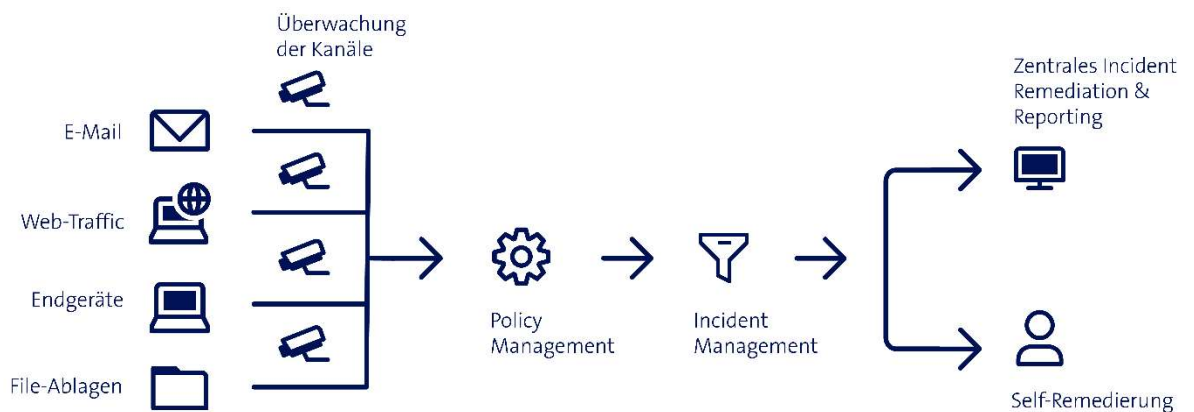 Überwachung
der Kanäle
E-Mail
Web-Traffic
Endgeräte
File-Ablagen
Policy
Management
Incident
Management
Zentrales Incident
Remediation &
Reporting
Self-Remedierung